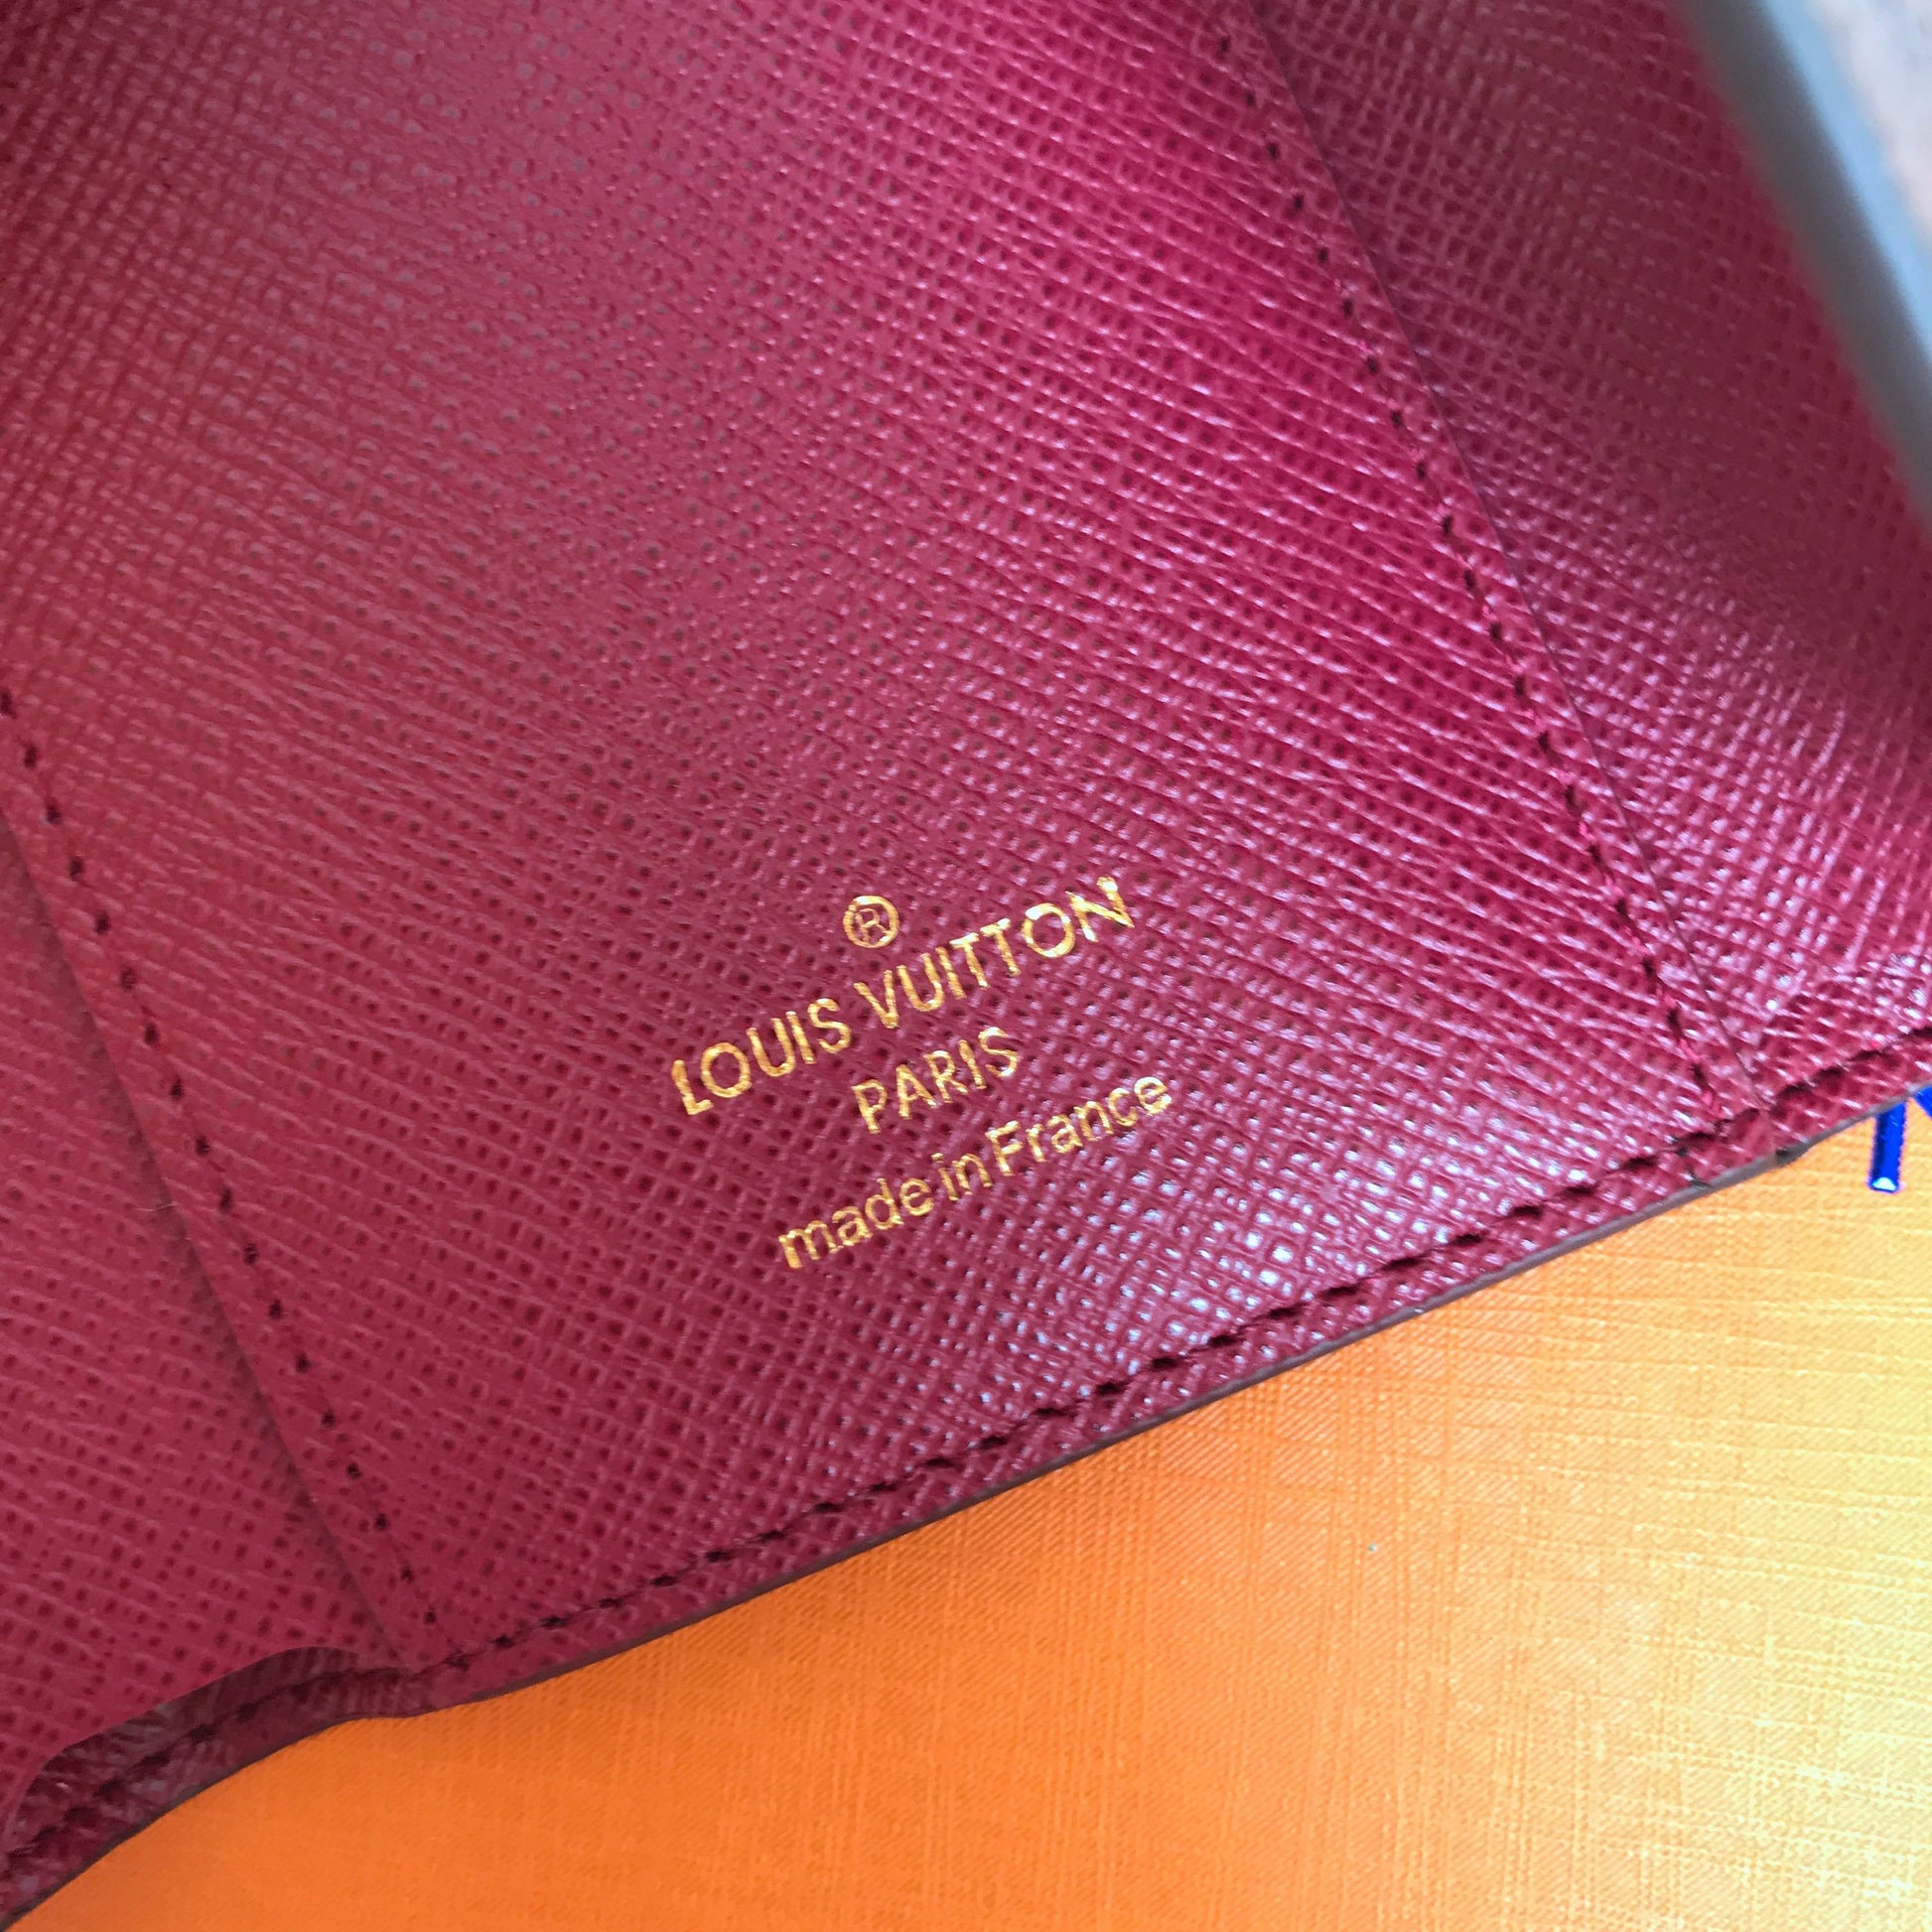 ®
LOUIS VUITTON
PARIS
made in France